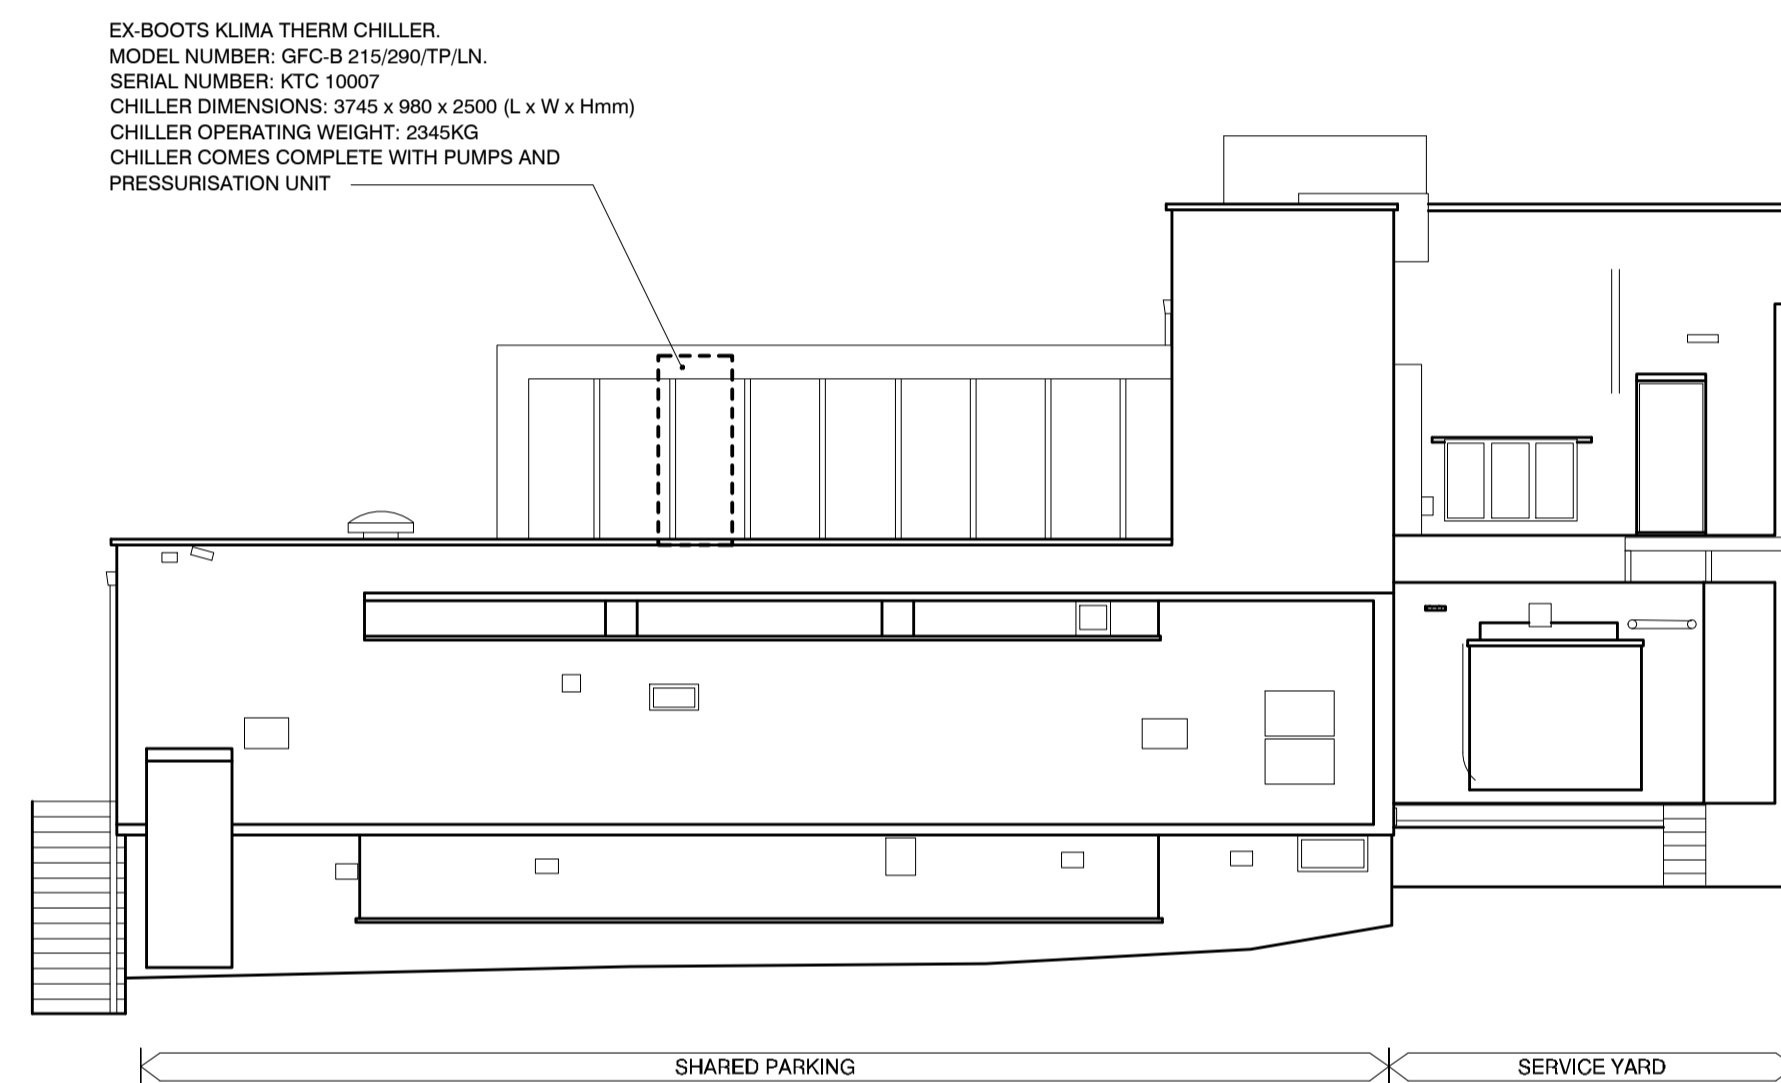 EX-BOOTS KLIMA THERM CHILLER.
MODEL NUMBER: GFC-B 215/290/TP/LN.
SERIAL NUMBER: KTC 10007
CHILLER DIMENSIONS: 3745 x 980 x 2500 (L x W x Hmm)
CHILLER OPERATING WEIGHT: 2345KG
CHILLER COMES COMPLETE WITH PUMPS AND
PRESSURISATION UNIT
SHARED PARKING
SERVICE YARD